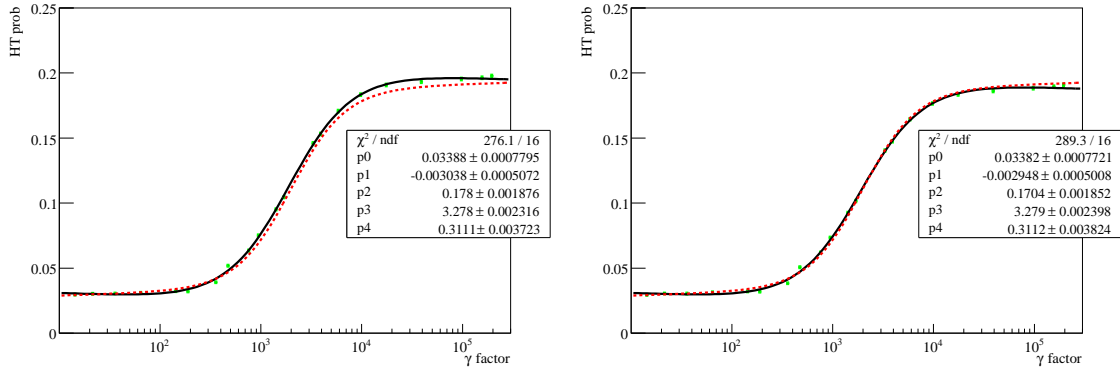 HT prob
0.25
0.2
0.15
0.1
0.05
0
10²
10³
10⁴
10⁵
γ factor
χ² / ndf 276.1 / 16
p0 0.03388 ± 0.0007795
p1 -0.003038 ± 0.0005072
p2 0.178 ± 0.001876
p3 3.278 ± 0.002316
p4 0.3111 ± 0.003723
HT prob
0.25
0.2
0.15
0.1
0.05
0
10²
10³
10⁴
10⁵
γ factor
χ² / ndf 289.3 / 16
p0 0.03382 ± 0.0007721
p1 -0.002948 ± 0.0005008
p2 0.1704 ± 0.001852
p3 3.279 ± 0.002398
p4 0.3112 ± 0.003824